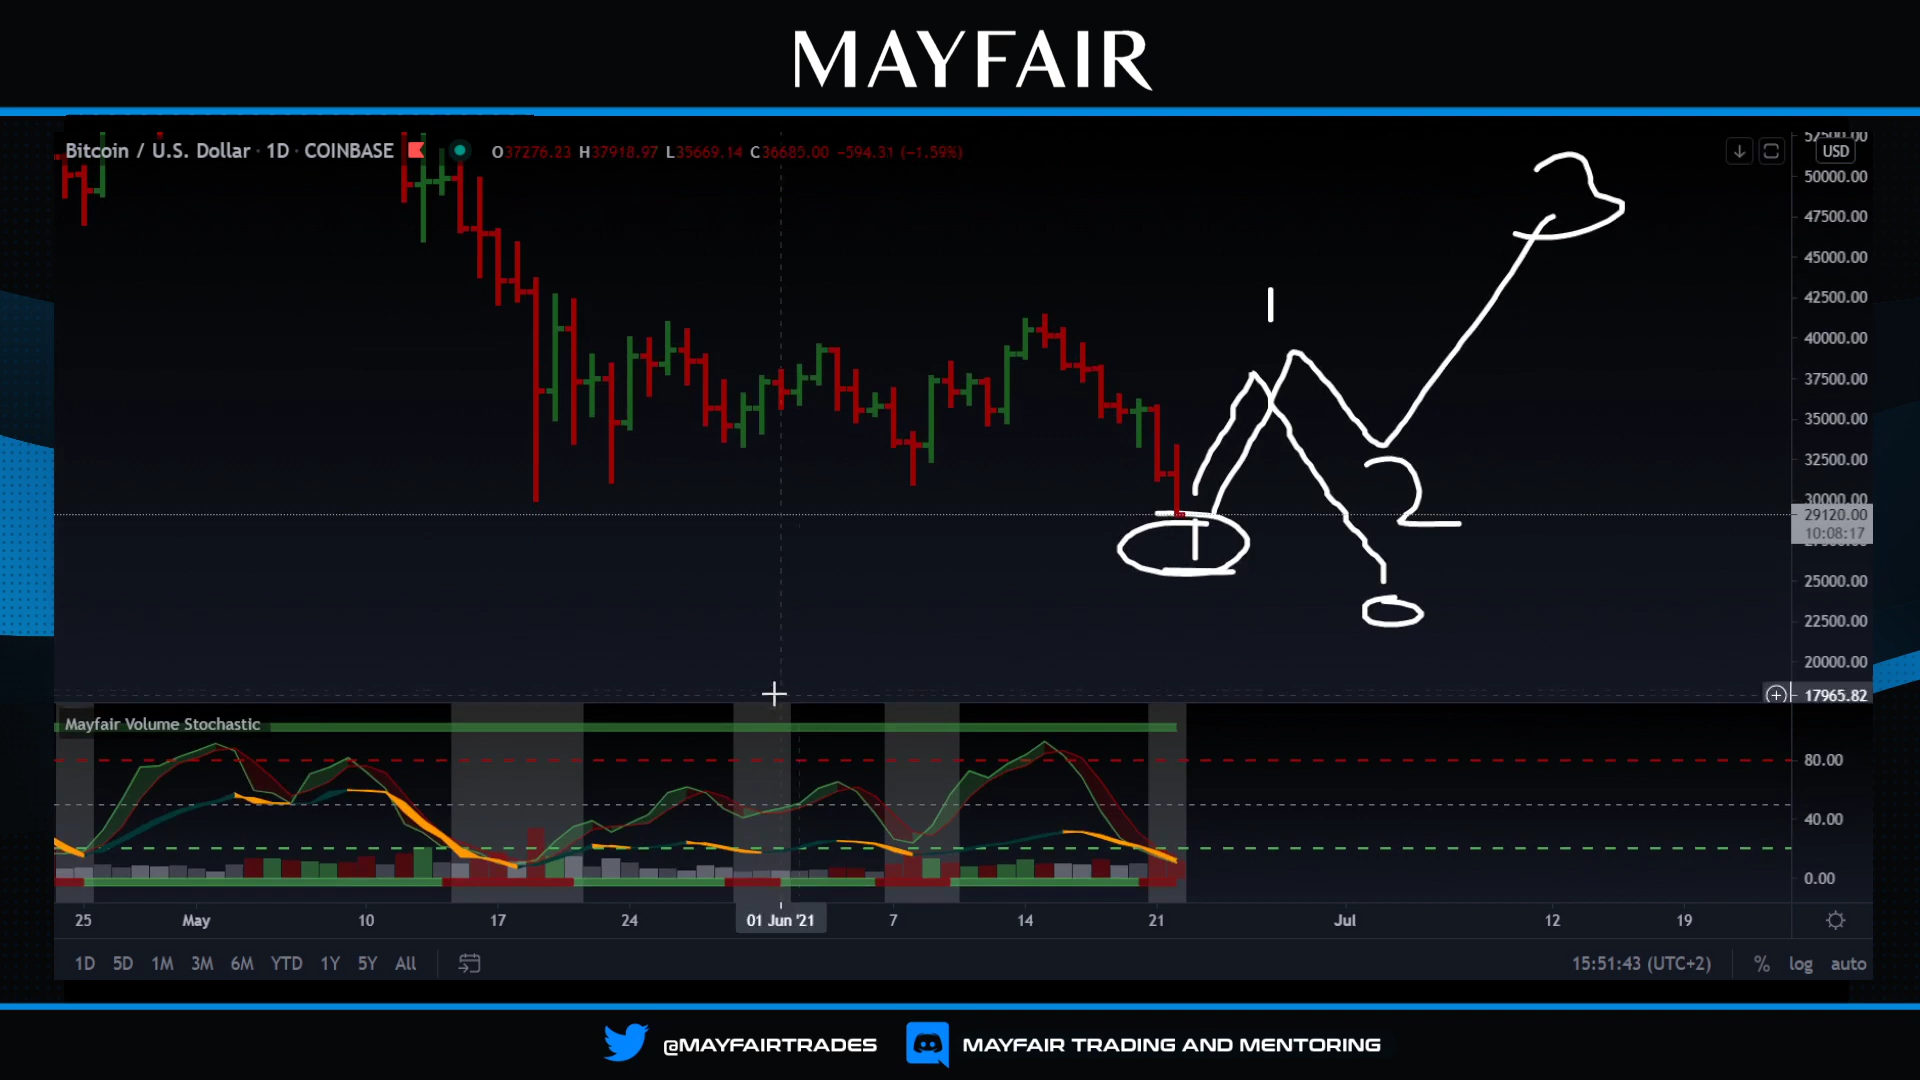 MAYFAIR
Bitcoin / U.S. Dollar · 1D · COINBASE O37276.23 H37918.97 L35669.14 C36685.00 −594.31 (−1.59%)
USD
50000.00
47500.00
45000.00
42500.00
1
40000.00
37500.00
35000.00
32500.00
2
30000.00
29120.00
10:08:17
25000.00
22500.00
20000.00
17965.82
Mayfair Volume Stochastic
80.00
40.00
0.00
25 May 10 17 24 01 Jun '21 7 14 21 Jul 12 19
1D 5D 1M 3M 6M YTD 1Y 5Y All 15:51:43 (UTC+2) % log auto
@MAYFAIRTRADES MAYFAIR TRADING AND MENTORING